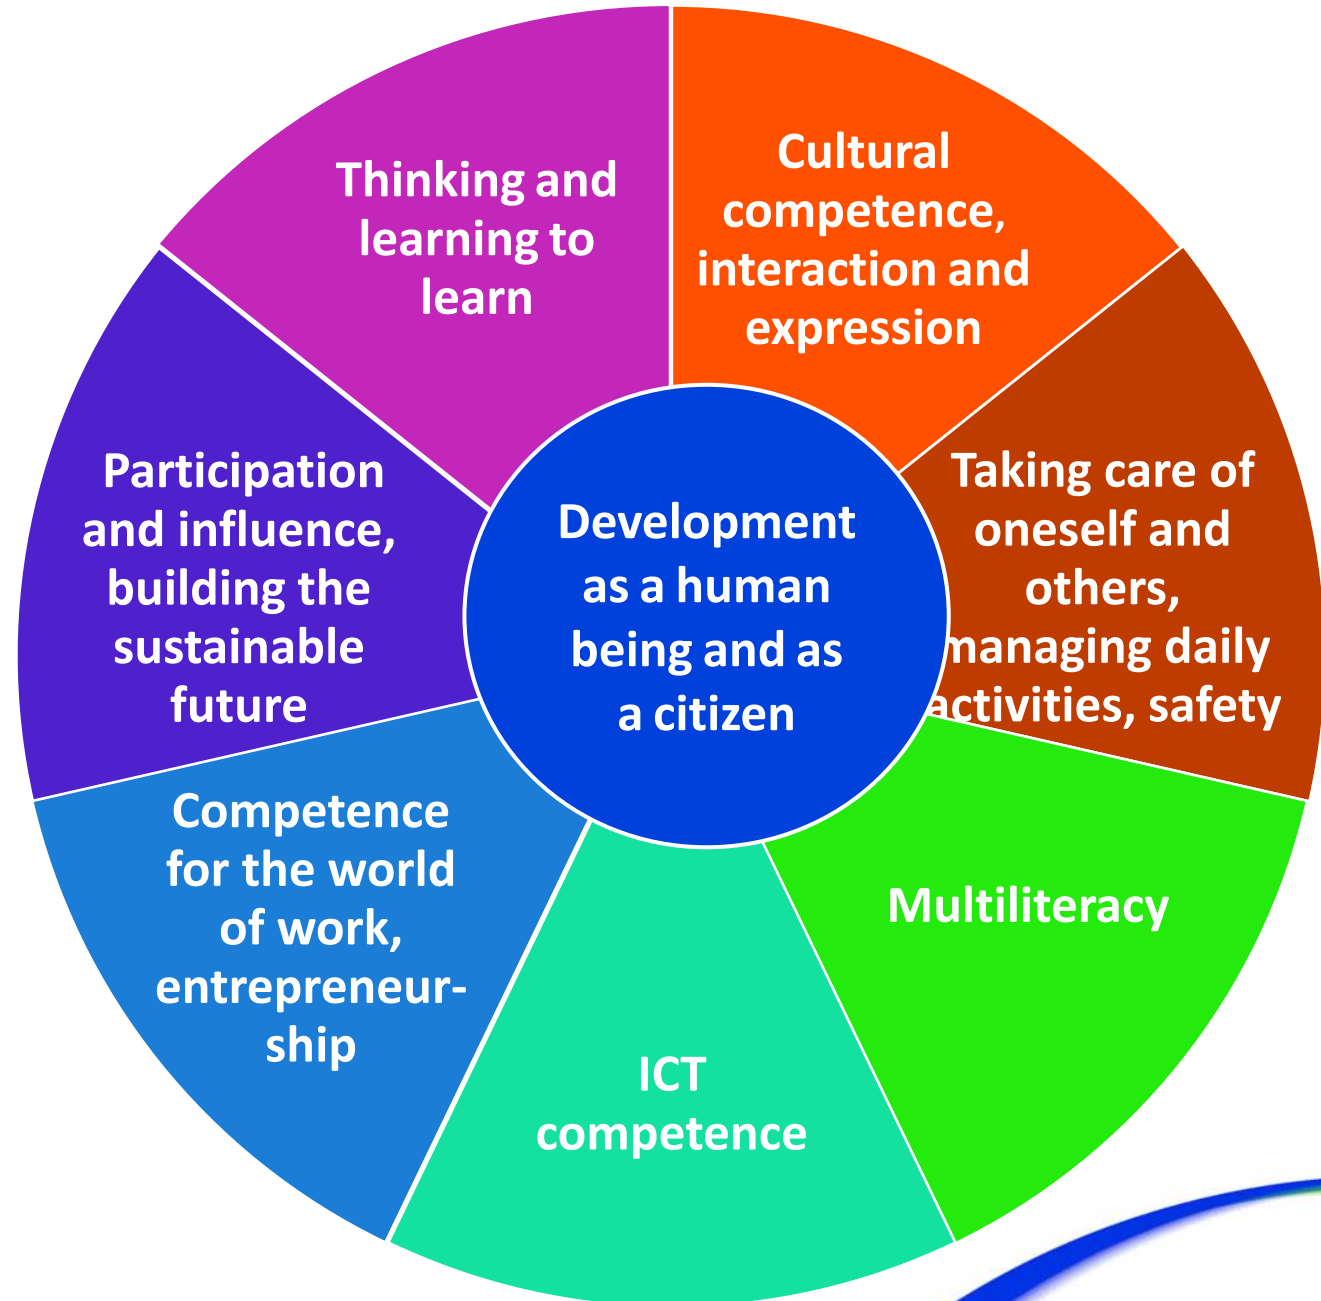 Thinking and
learning to
learn
Cultural
competence,
interaction and
expression
Taking care of
oneself and
others,
managing daily
activities, safety
Multiliteracy
ICT
competence
Competence
for the world
of work,
entrepreneur-
ship
Participation
and influence,
building the
sustainable
future
Development
as a human
being and as
a citizen